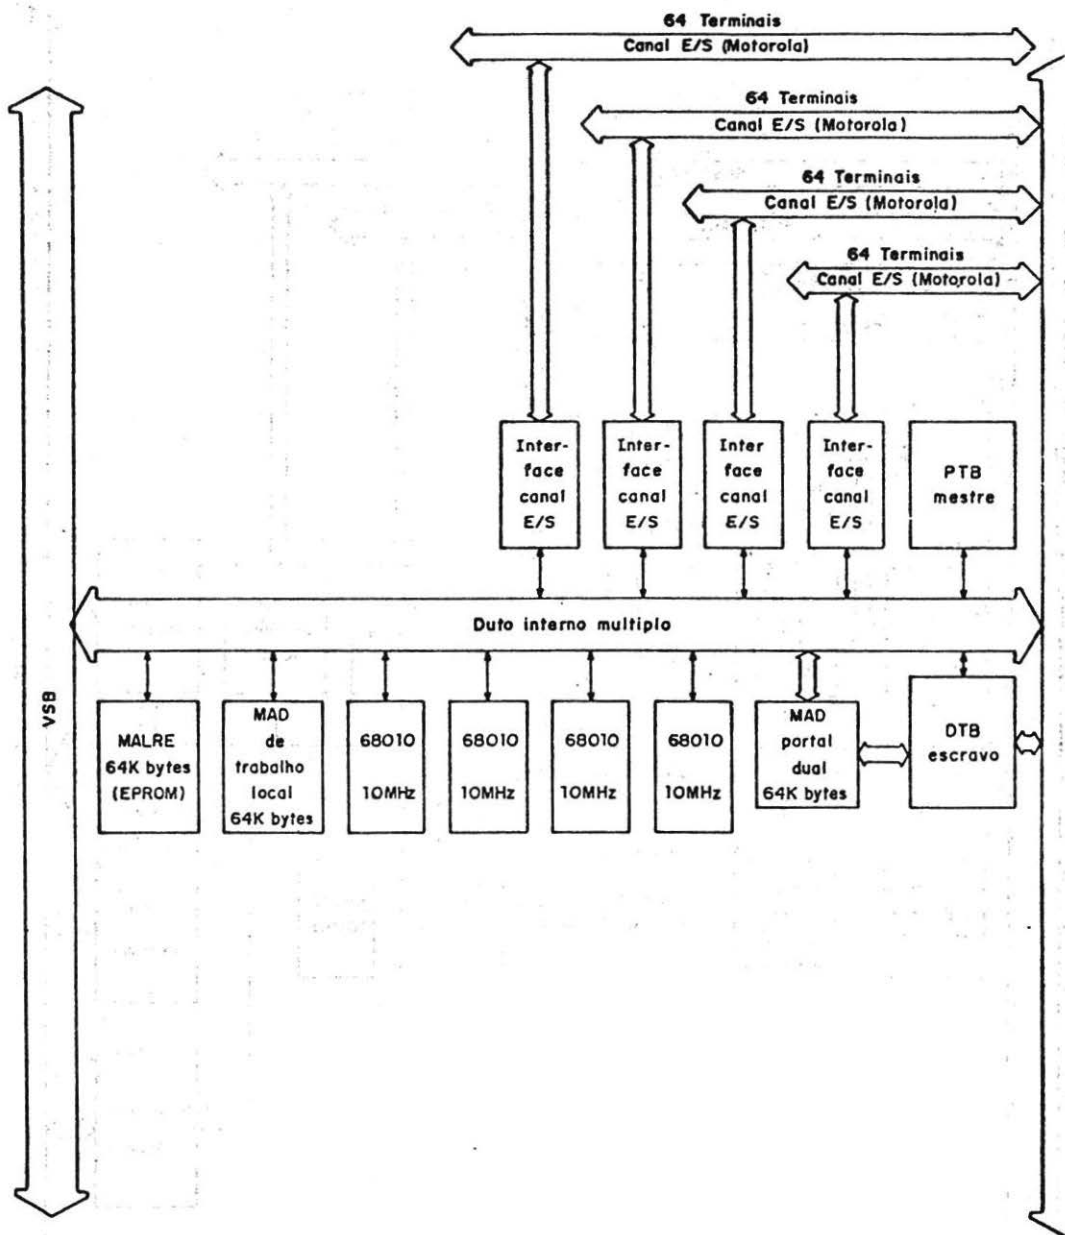 64 Terminais
Canal E/S (Motorola)
64 Terminais
Canal E/S (Motorola)
64 Terminais
Canal E/S (Motorola)
64 Terminais
Canal E/S (Motorola)
Inter-
face
canal
E/S
Inter-
face
canal
E/S
Inter
face
canal
E/S
Inter-
face
canal
E/S
PTB
mestre
Duto interno multiplo
VSB
MALRE
64K bytes
(EPROM)
MAD
de
trabalho
local
64K bytes
68010
10MHz
68010
10MHz
68010
10MHz
68010
10MHz
MAD
portal
dual
64K bytes
DTB
escravo